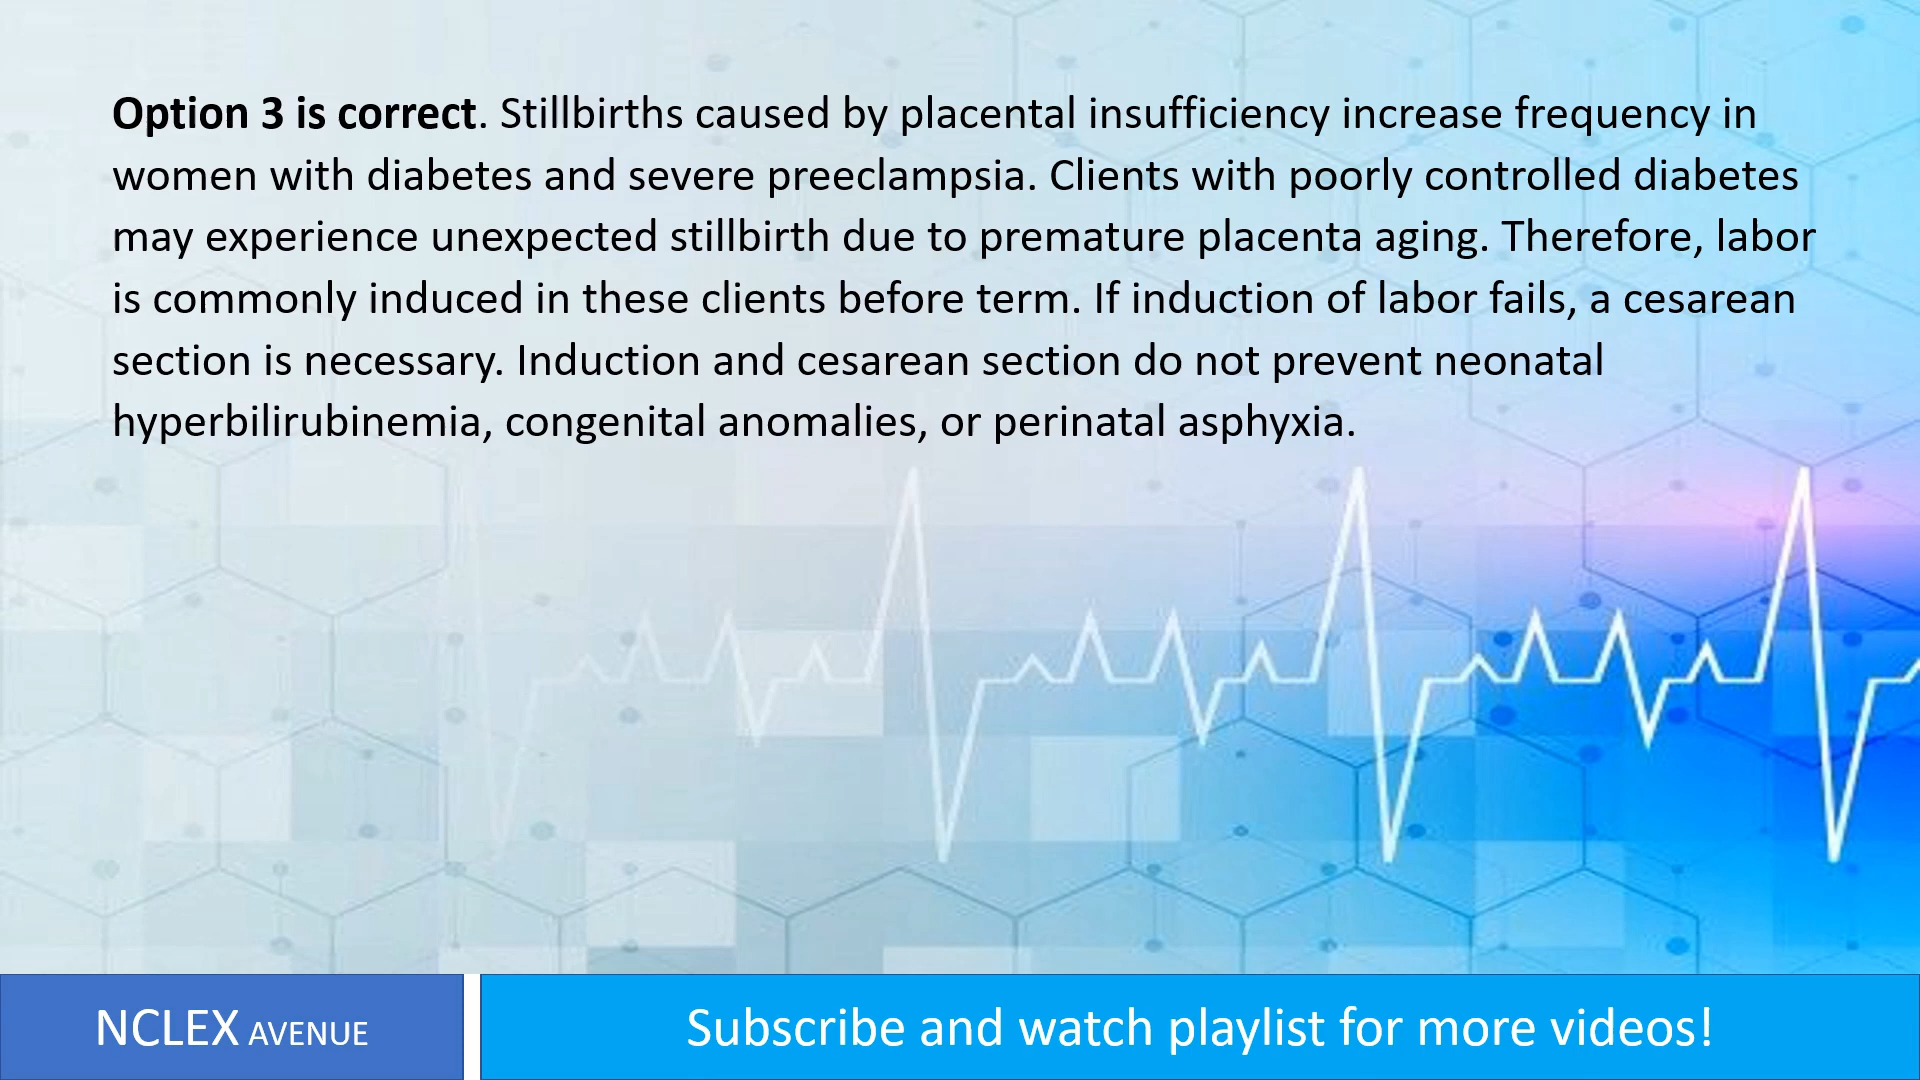 Option 3 is correct. Stillbirths caused by placental insufficiency increase frequency in
women with diabetes and severe preeclampsia. Clients with poorly controlled diabetes
may experience unexpected stillbirth due to premature placenta aging. Therefore, labor
is commonly induced in these clients before term. If induction of labor fails, a cesarean
section is necessary. Induction and cesarean section do not prevent neonatal
hyperbilirubinemia, congenital anomalies, or perinatal asphyxia.
NCLEX AVENUE
Subscribe and watch playlist for more videos!